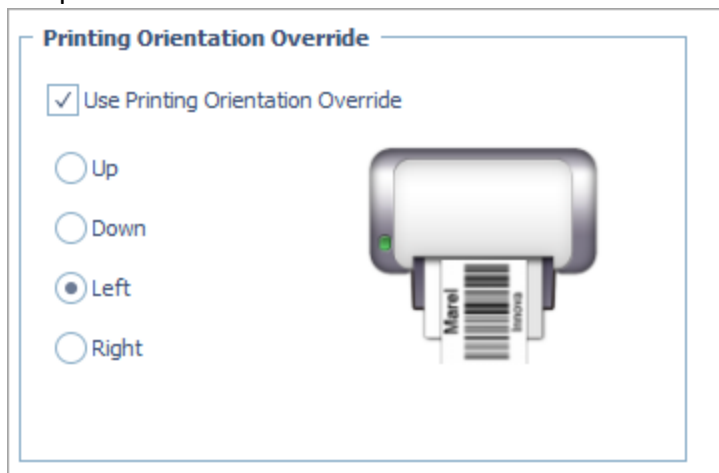 Printing Orientation Override
Use Printing Orientation Override
Up
Down
Left
Right
Marel
Innova